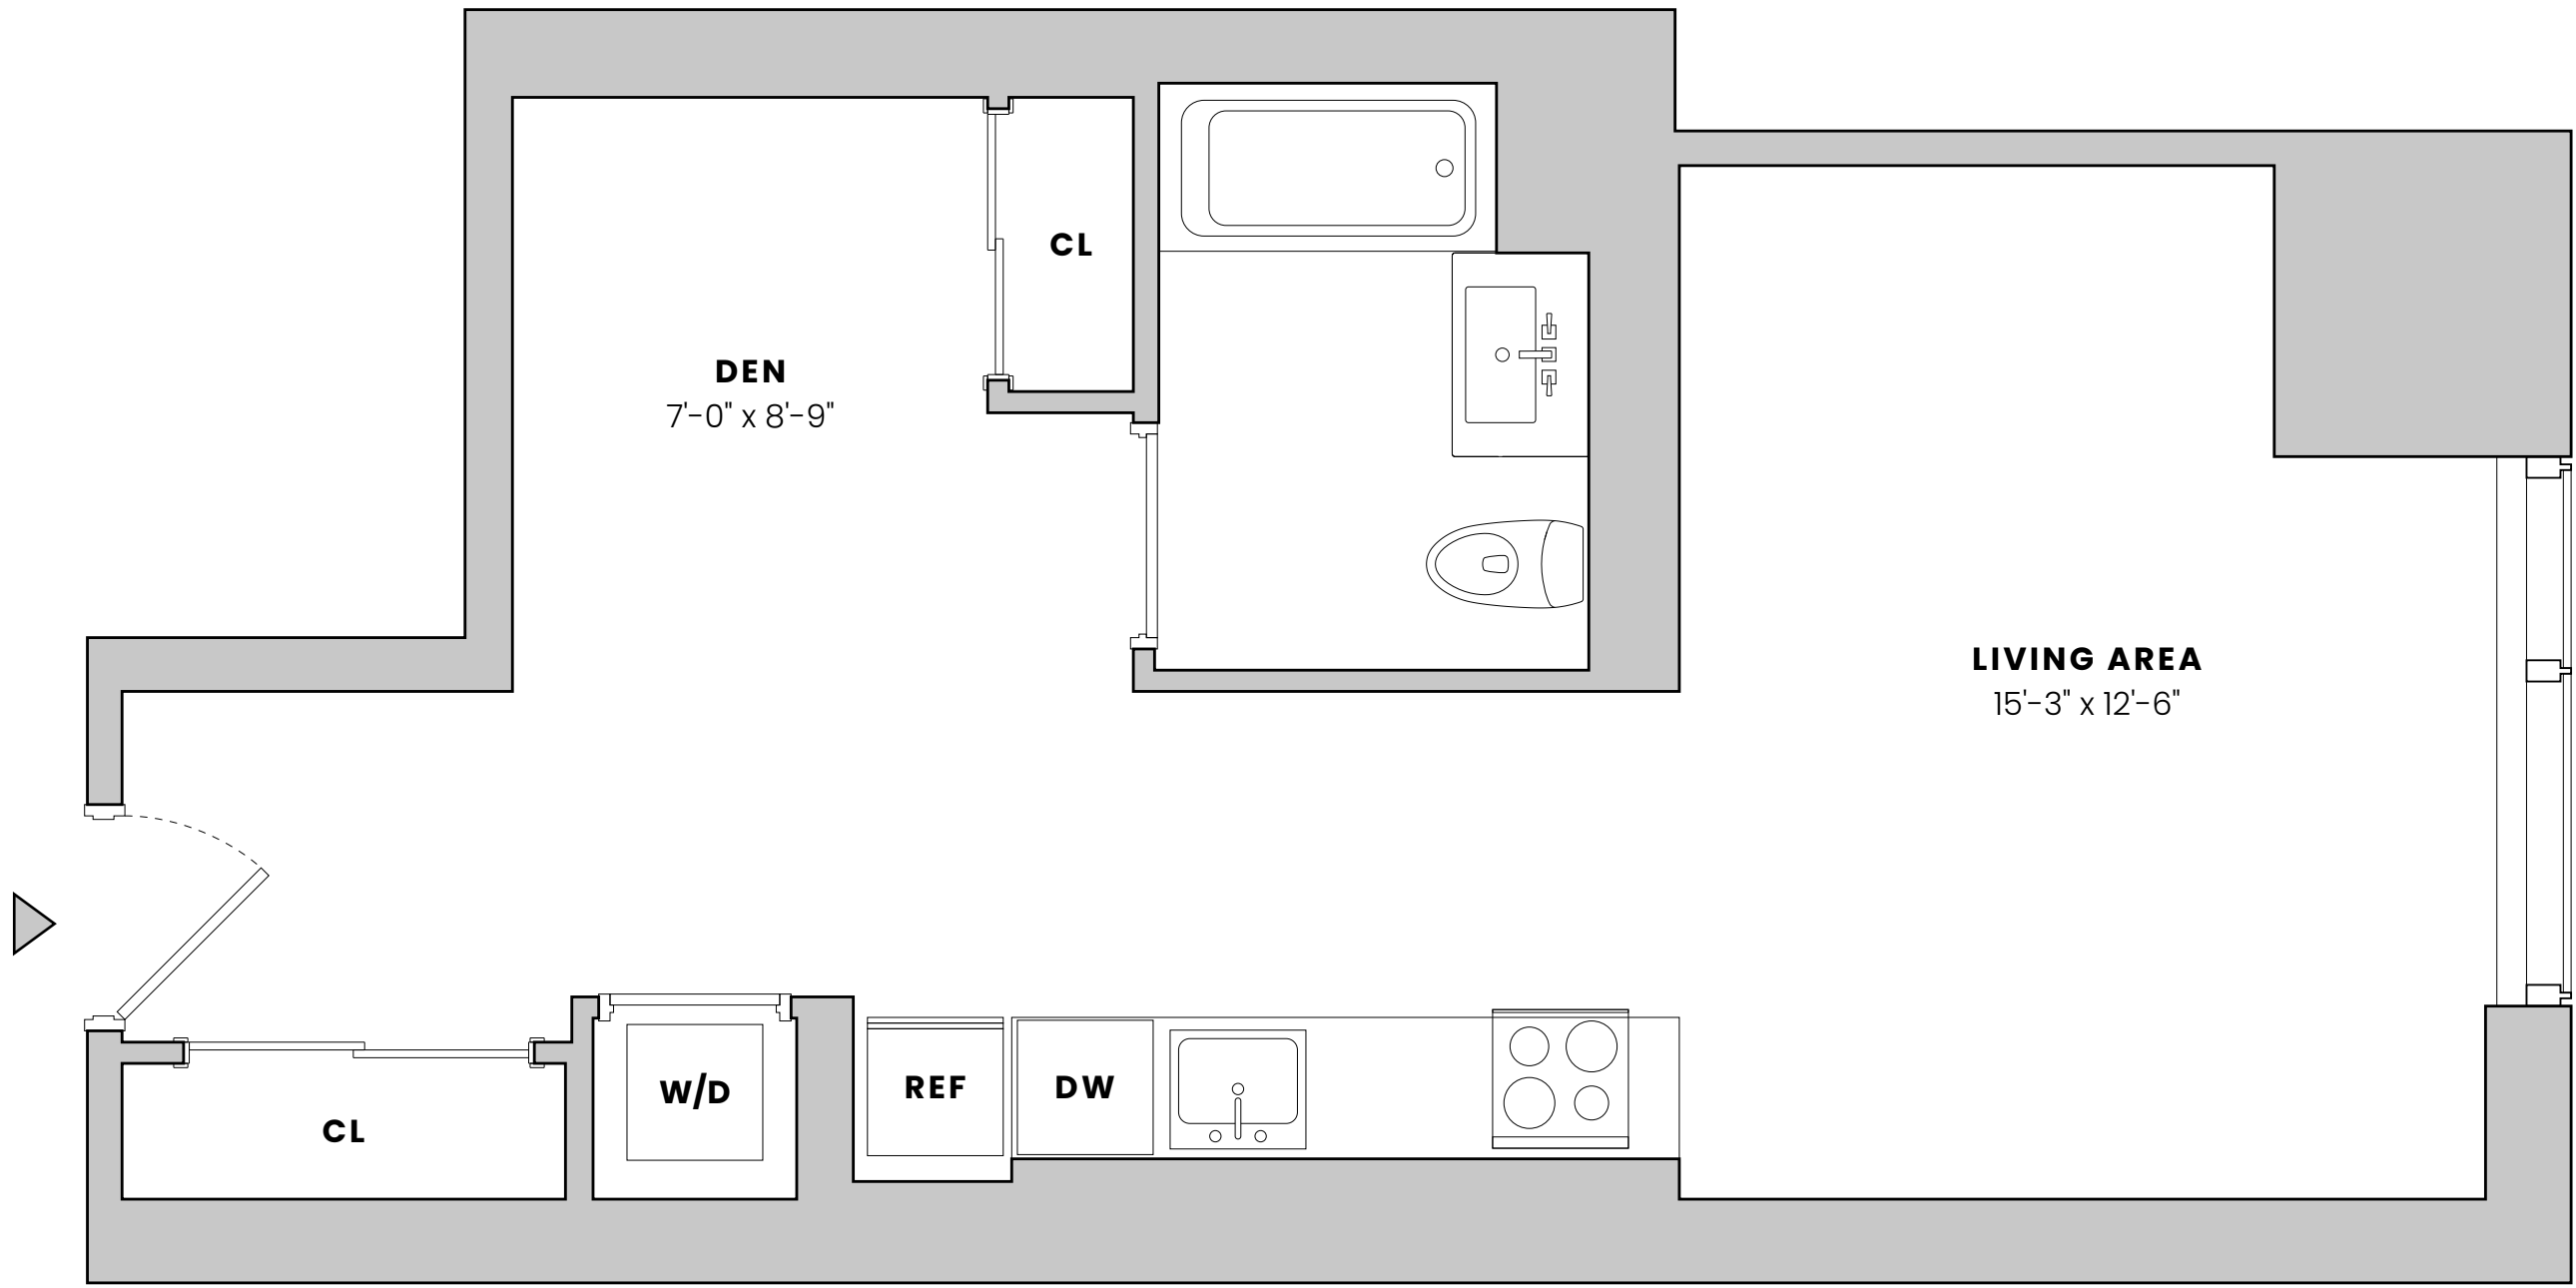 CL
DEN
7'-0" x 8'-9"
LIVING AREA
15'-3" x 12'-6"
CL
W/D
REF
DW